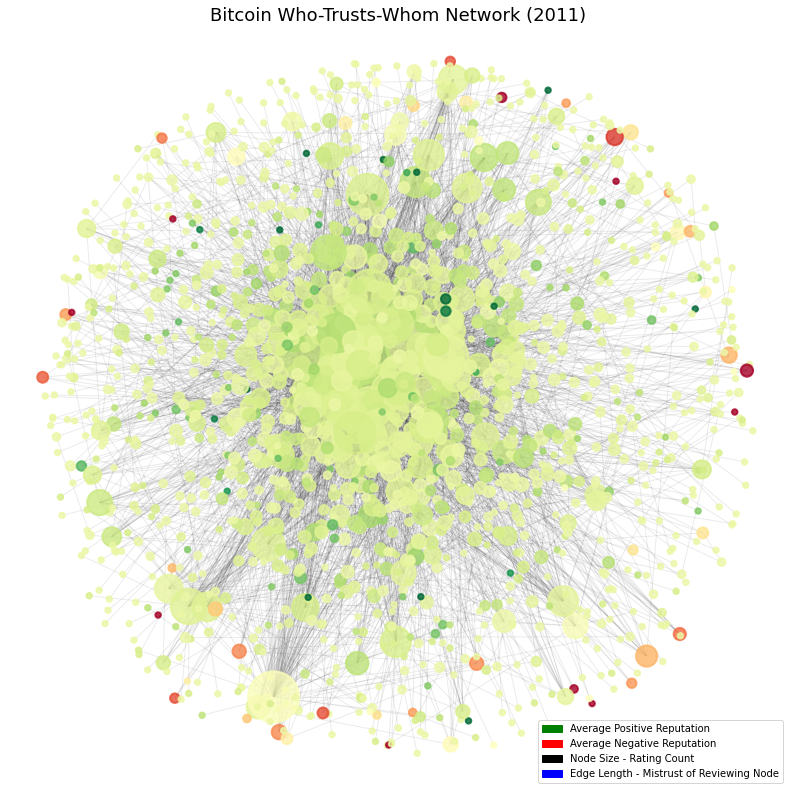 Bitcoin Who-Trusts-Whom Network (2011)
Average Positive Reputation
Average Negative Reputation
Node Size - Rating Count
Edge Length - Mistrust of Reviewing Node